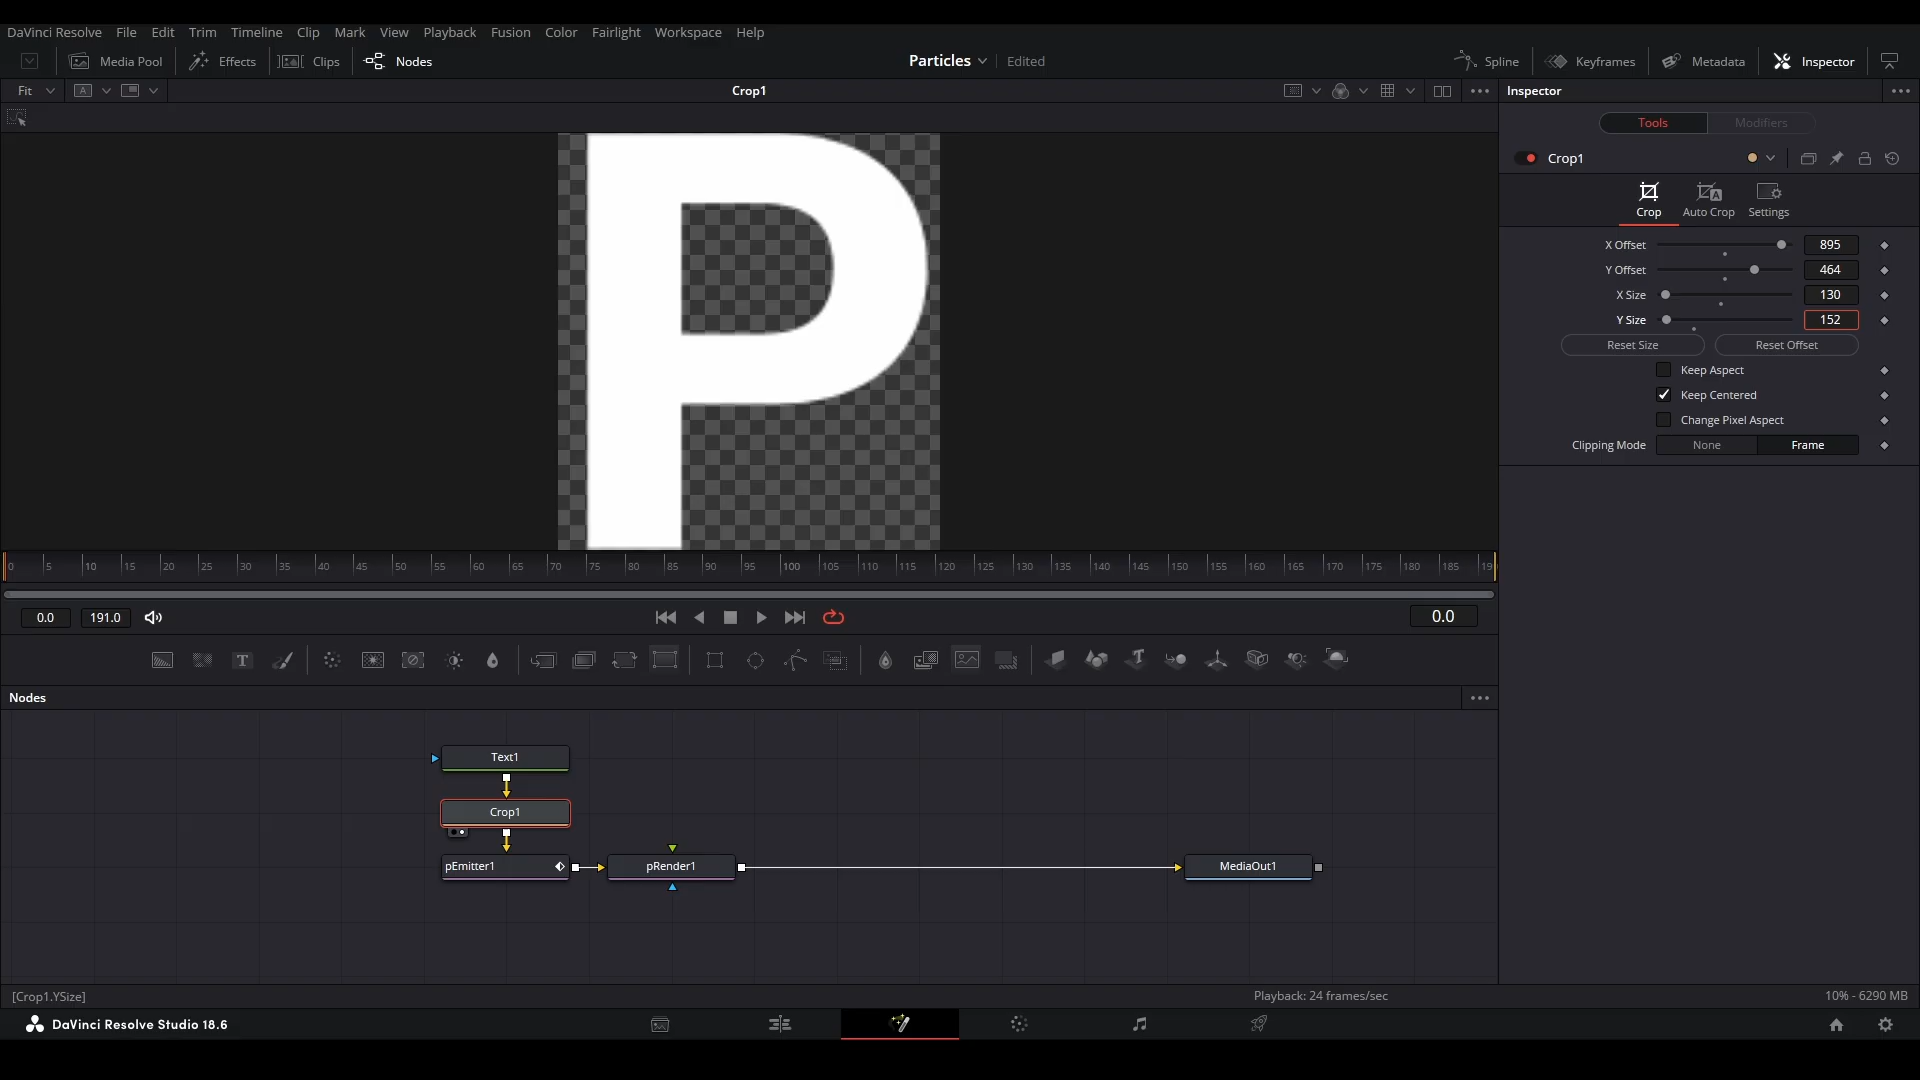 DaVinci Resolve File Edit Trim Timeline Clip Mark View Playback Fusion Color Fairlight Workspace Help
Media Pool Effects Clips Nodes Particles Edited Spline Keyframes Metadata Inspector
Fit A Crop1 Inspector
Tools Modifiers
Crop1
Crop Auto Crop Settings
X Offset 895
Y Offset 464
X Size 130
Y Size 152
Reset Size Reset Offset
Keep Aspect
Keep Centered
Change Pixel Aspect
Clipping Mode None Frame
P
0 5 10 15 20 25 30 35 40 45 50 55 60 65 70 75 80 85 90 95 100 105 110 115 120 125 130 135 140 145 150 155 160 165 170 175 180 185 19
0.0 191.0 0.0
T
Nodes
Text1
Crop1
pEmitter1 pRender1 MediaOut1
[Crop1.YSize] Playback: 24 frames/sec 10% - 6290 MB
DaVinci Resolve Studio 18.6